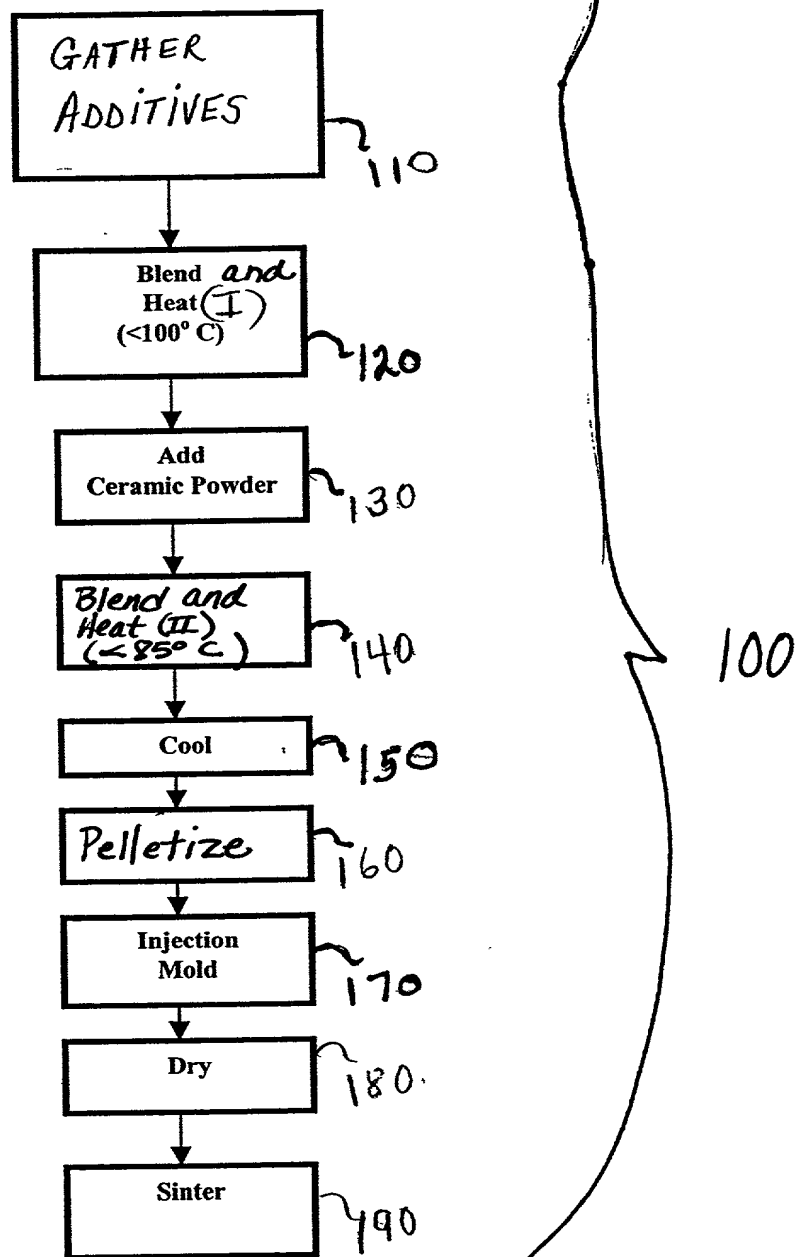 GATHER
ADDITIVES
110
Blend and
Heat (I)
(<100° C)
120
Add
Ceramic Powder
130
Blend and
Heat (II)
(<85° C)
140
100
Cool
150
Pelletize
160
Injection
Mold
170
Dry
180
Sinter
190